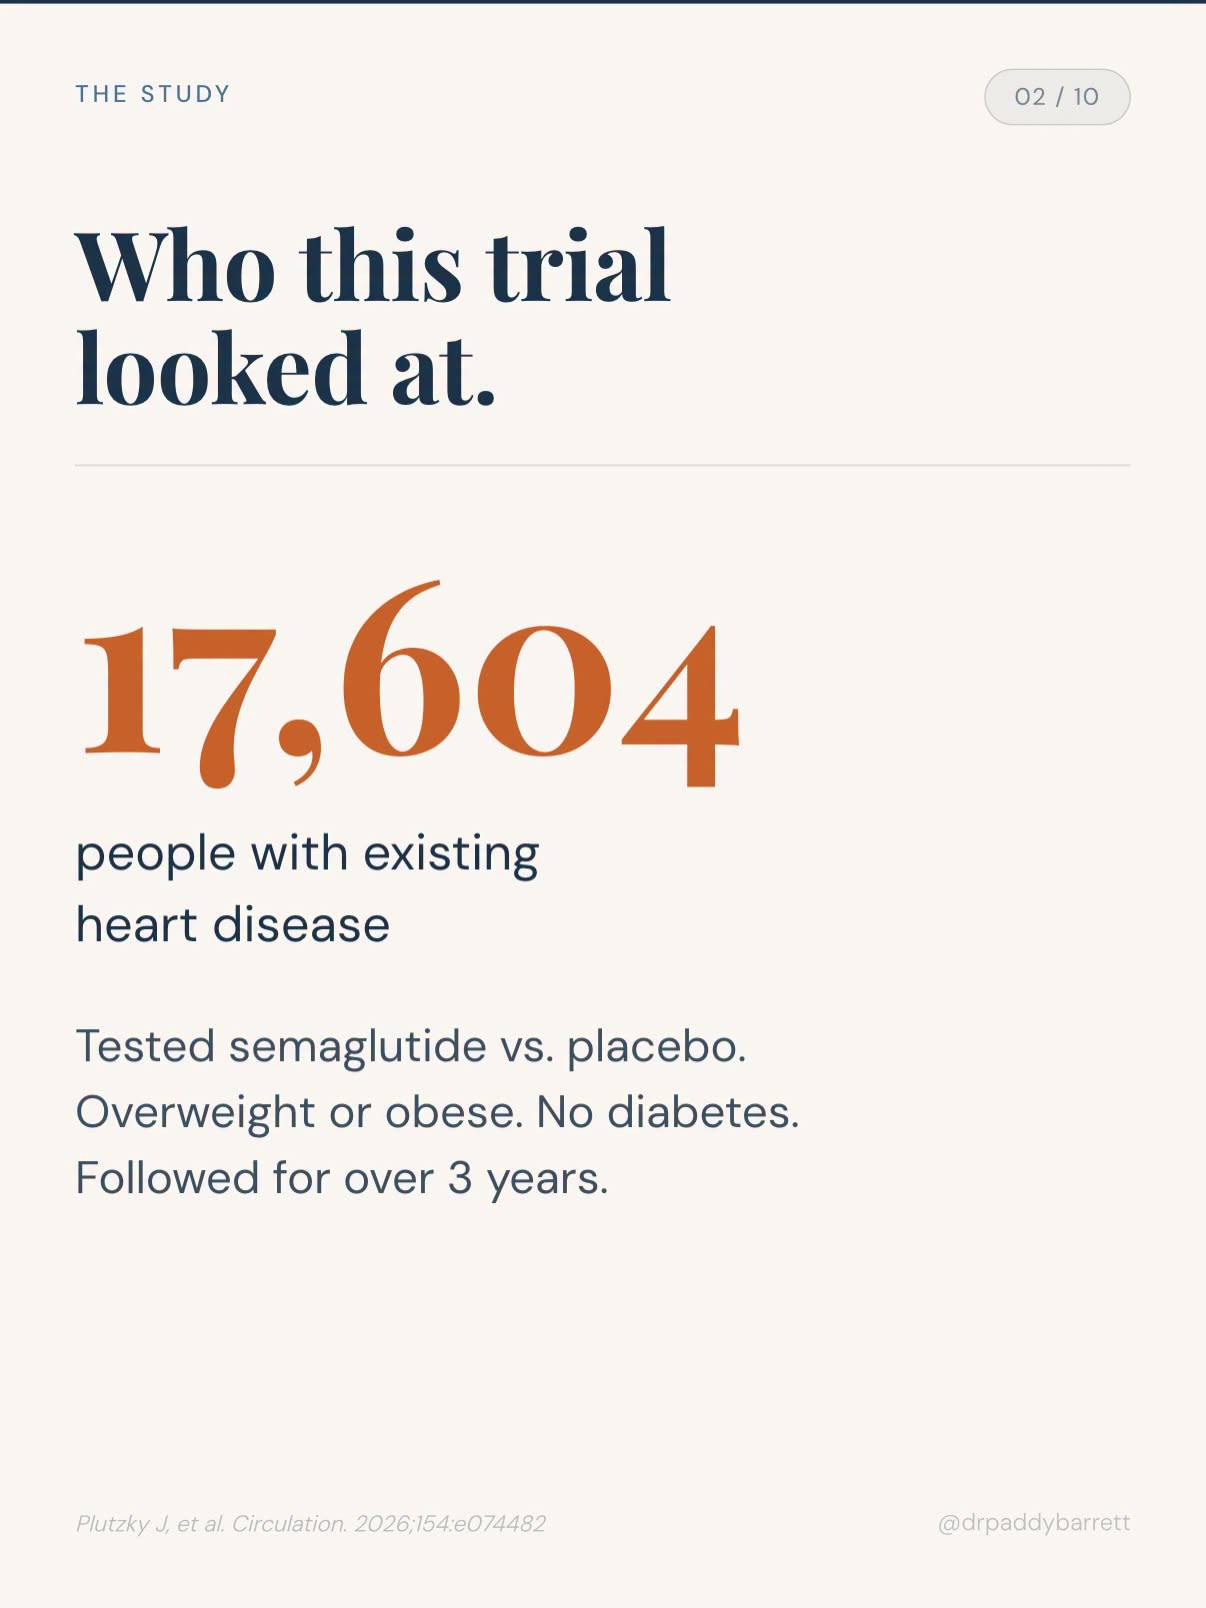 THE STUDY
02 / 10
Who this trial
looked at.
17,604
people with existing
heart disease
Tested semaglutide vs. placebo.
Overweight or obese. No diabetes.
Followed for over 3 years.
Plutzky J, et al. Circulation. 2026;154:e074482
@drpaddybarrett